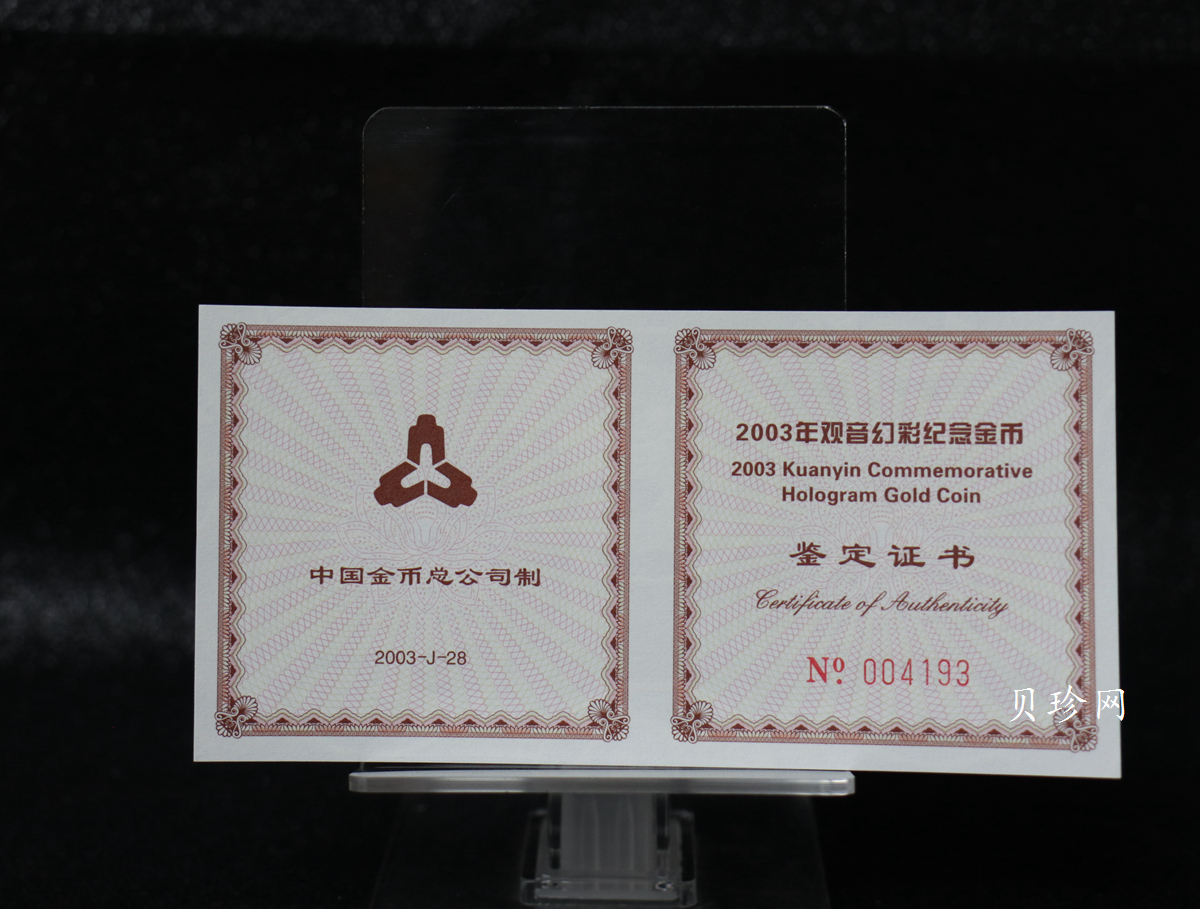 中国金币总公司制
2003-J-28
2003年观音幻彩纪念金币
2003 Kuanyin Commemorative
Hologram Gold Coin
鉴定证书
Certificate of Authenticity
Nº 004193
贝珍网